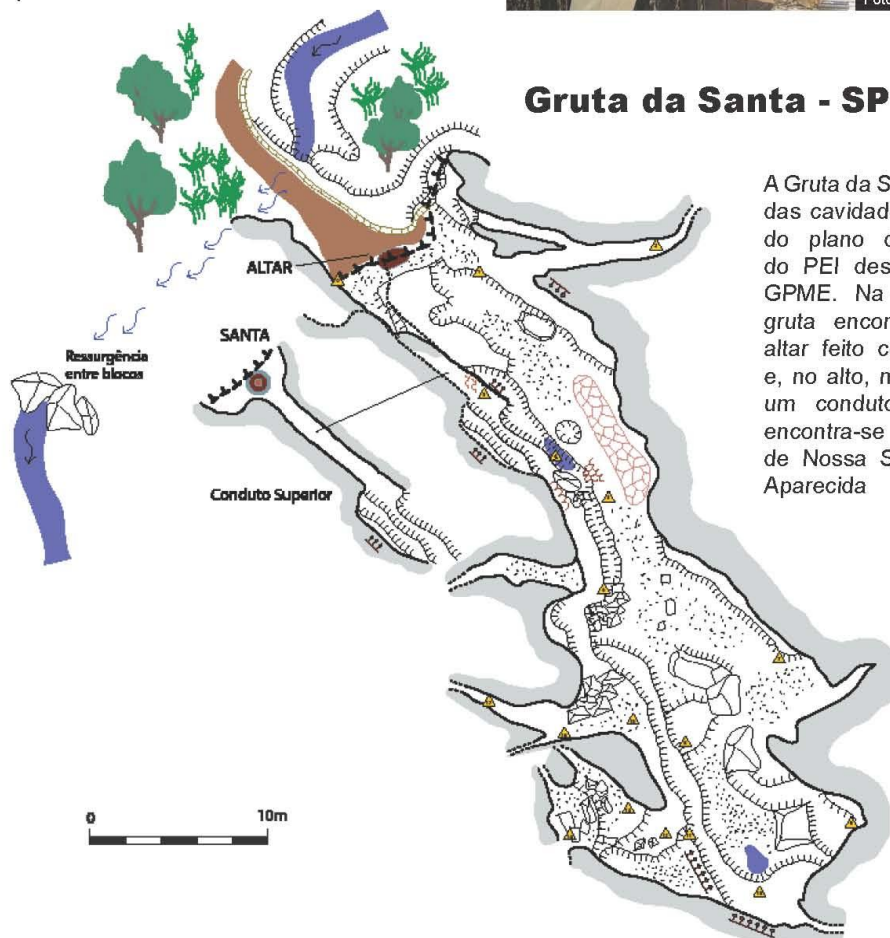 Foto
Gruta da Santa - SP
A Gruta da S
das cavidad
do plano d
do PEI des
GPME. Na
gruta encon
altar feito c
e, no alto, n
um conduto
encontra-se
de Nossa S
Aparecida
ALTAR
SANTA
Ressurgência
entre blocos
Conduto Superior
0
10m